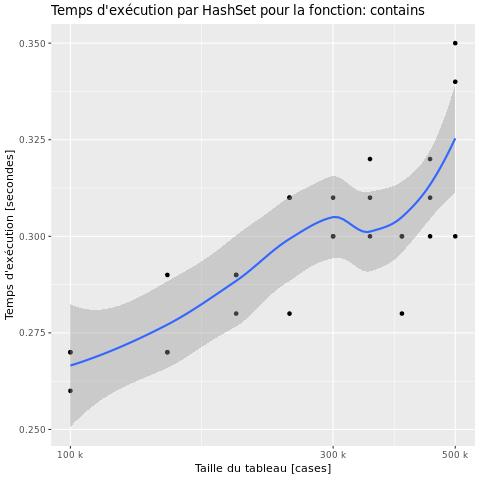 Temps d'exécution par HashSet pour la fonction: contains
Temps d'exécution [secondes]
0.350
0.325
0.300
0.275
0.250
100 k
300 k
500 k
Taille du tableau [cases]